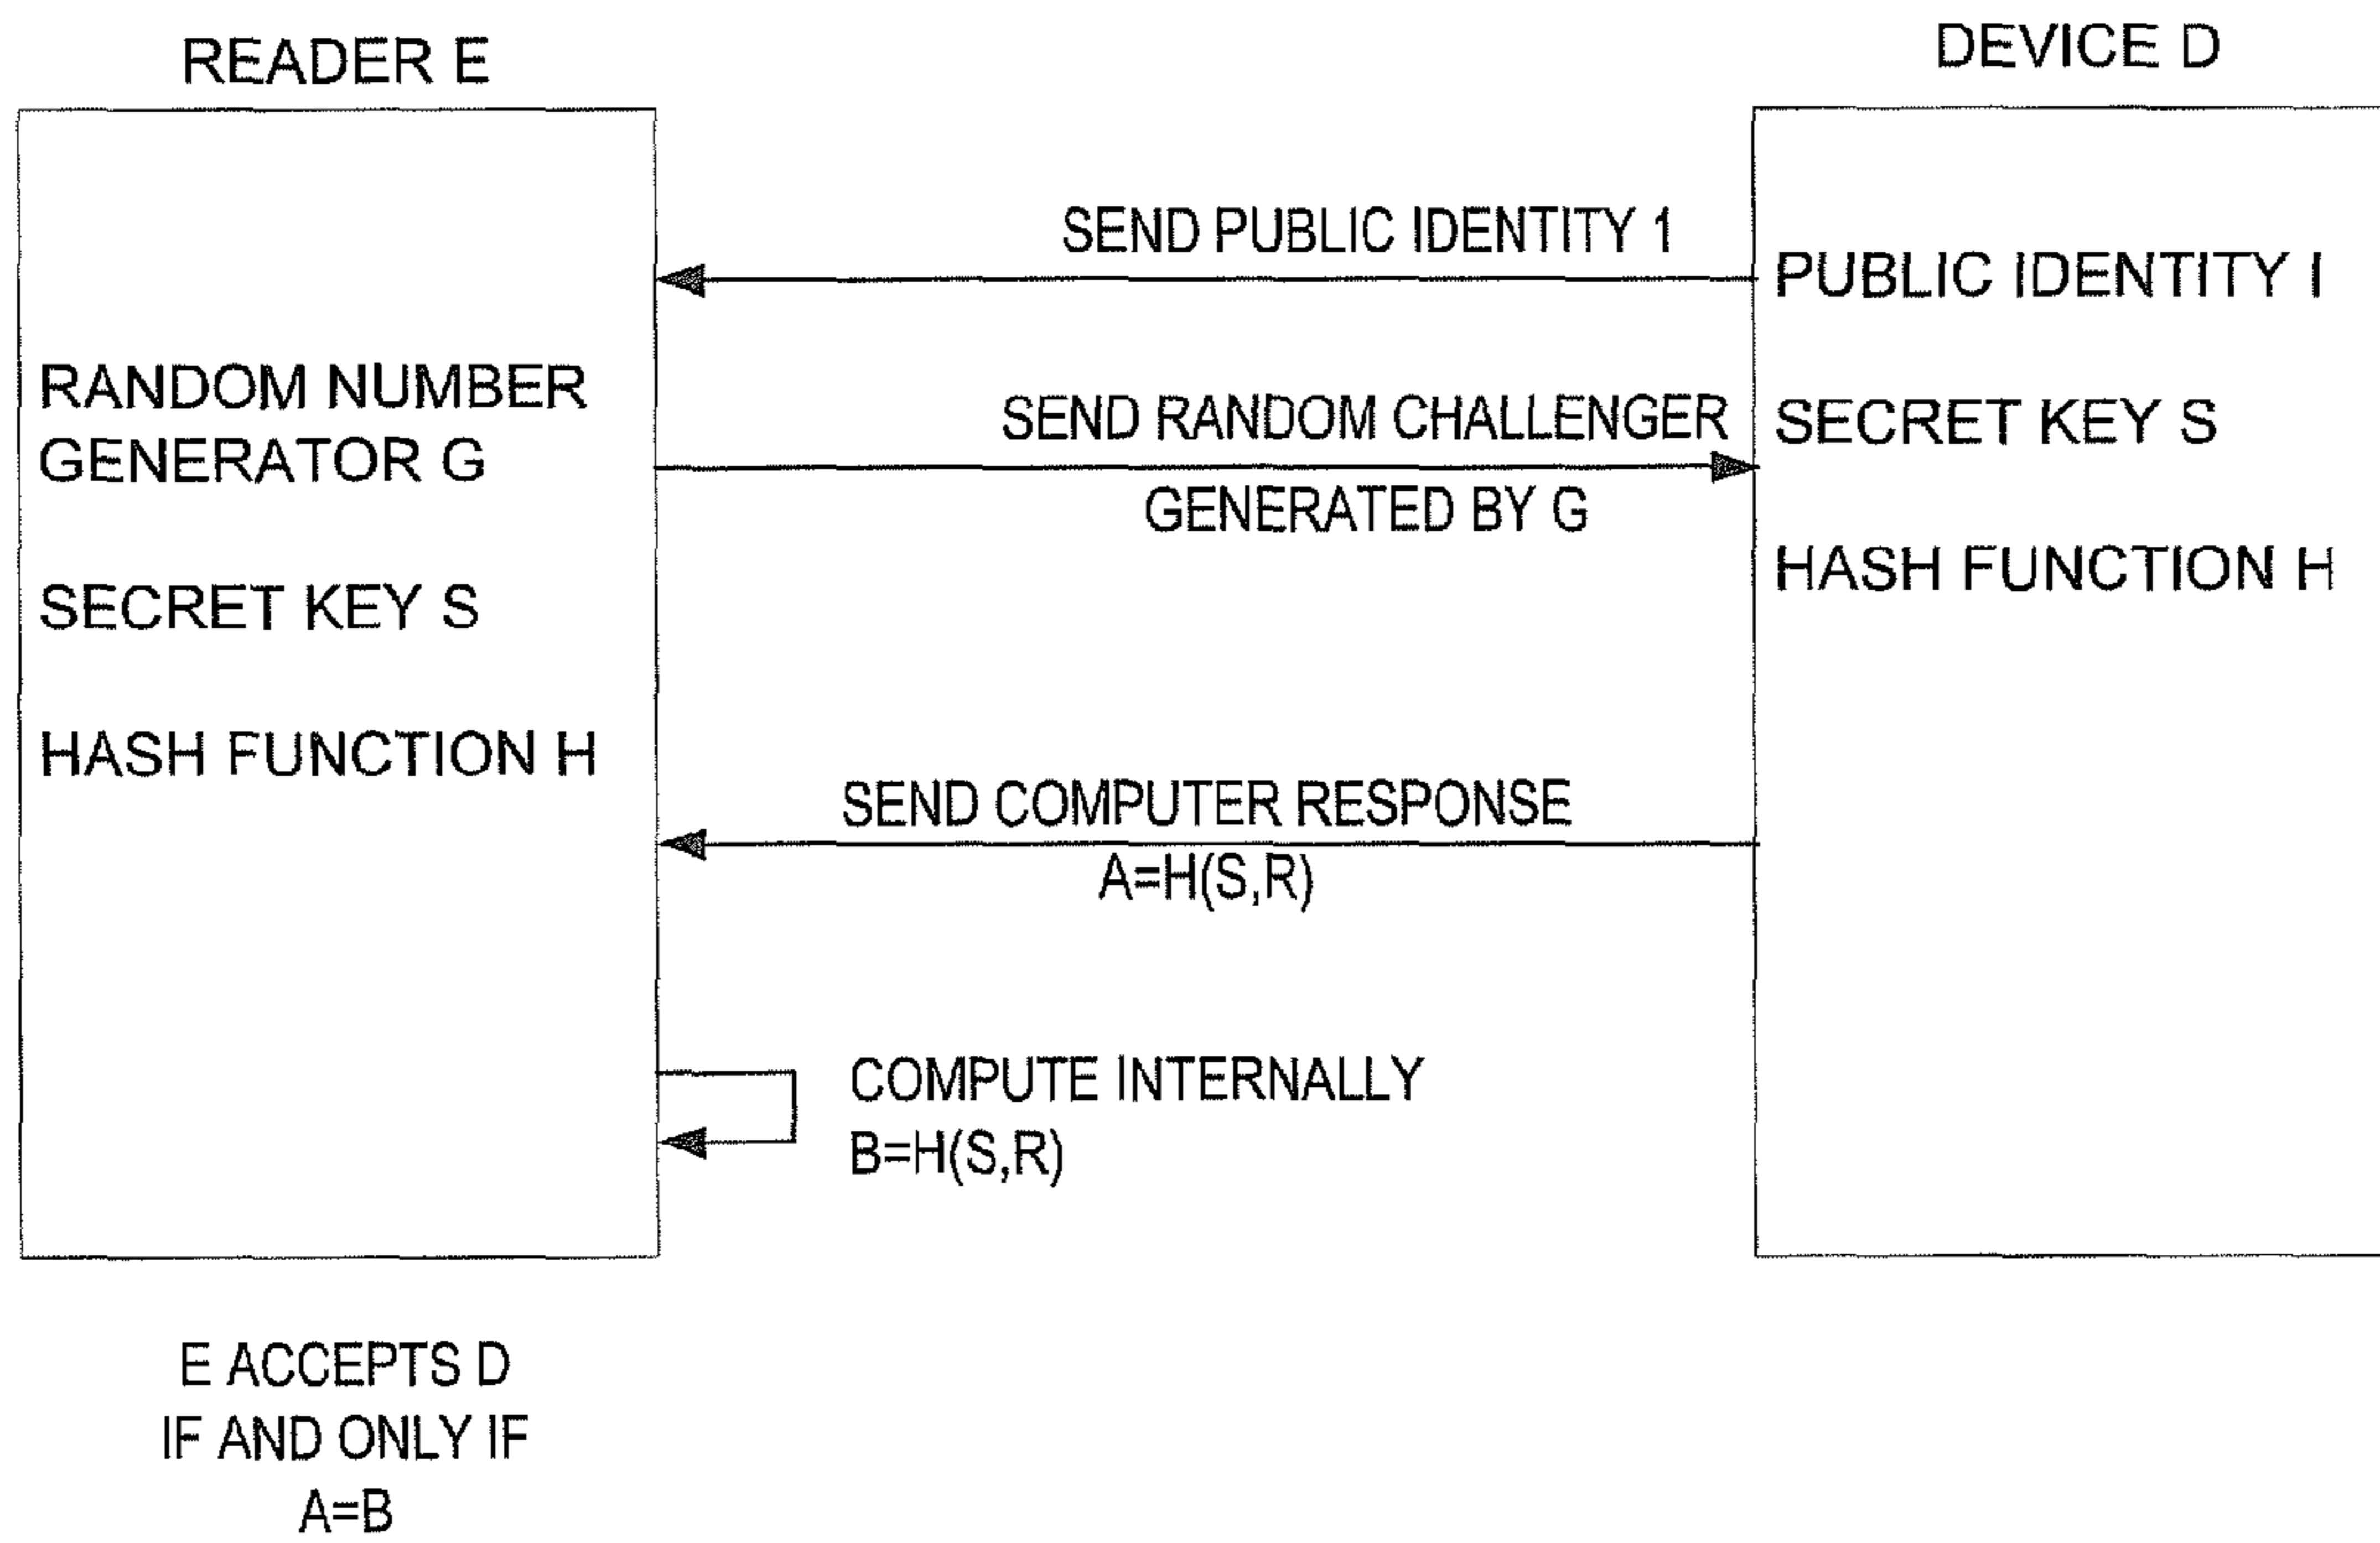 READER E
DEVICE D
SEND PUBLIC IDENTITY 1
PUBLIC IDENTITY I
RANDOM NUMBER
GENERATOR G
SEND RANDOM CHALLENGER
GENERATED BY G
SECRET KEY S
SECRET KEY S
HASH FUNCTION H
HASH FUNCTION H
SEND COMPUTER RESPONSE
A=H(S,R)
COMPUTE INTERNALLY
B=H(S,R)
E ACCEPTS D
IF AND ONLY IF
A=B